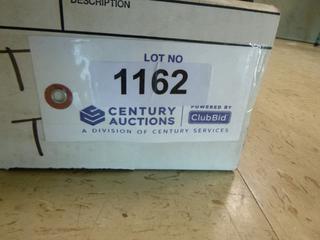 DESCRIPTION
LOT NO
1162
CENTURY
AUCTIONS
POWERED BY
ClubBid
A DIVISION OF CENTURY SERVICES
T
T